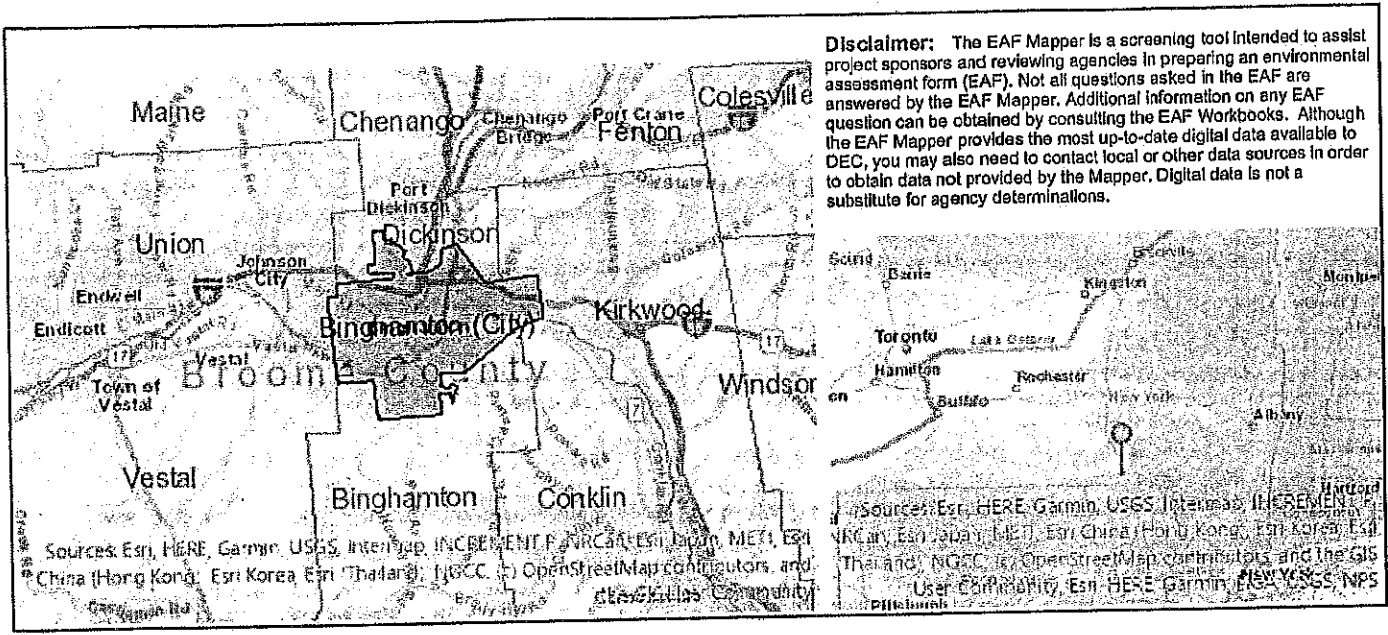 Disclaimer: The EAF Mapper is a screening tool intended to assist
project sponsors and reviewing agencies in preparing an environmental
assessment form (EAF). Not all questions asked in the EAF are
answered by the EAF Mapper. Additional information on any EAF
question can be obtained by consulting the EAF Workbooks. Although
the EAF Mapper provides the most up-to-date digital data available to
DEC, you may also need to contact local or other data sources in order
to obtain data not provided by the Mapper. Digital data is not a
substitute for agency determinations.
Maine
Chenango
Chenango
Bridge
Port Crane
Fenton
Colesville
Port
Dickinson
Dickinson
Union
Johnson
City
Endwell
Endicott
Binghamton (City)
Kirkwood
17
Vestal
Broome County
17
Town of
Vestal
Windsor
7
Vestal
Binghamton
Conklin
Sources: Esri, HERE, Garmin, USGS, Intermap, INCREMENT P, NRCan, Esri Japan, METI, Esri
China (Hong Kong), Esri Korea, Esri (Thailand), NGCC, (c) OpenStreetMap contributors, and
Community
Barrie
Kingston
Toronto
Lake Ontario
Hamilton
Rochester
Buffalo
New York
Albany
Hartford
Sources: Esri, HERE, Garmin, USGS, Intermap, INCREMENT P,
NRCan, Esri Japan, METI, Esri China (Hong Kong), Esri Korea, Esri
Thailand), NGCC, (c) OpenStreetMap contributors, and the GIS
User Community, Esri, HERE, Garmin, USGS, NPS
Pittsburgh